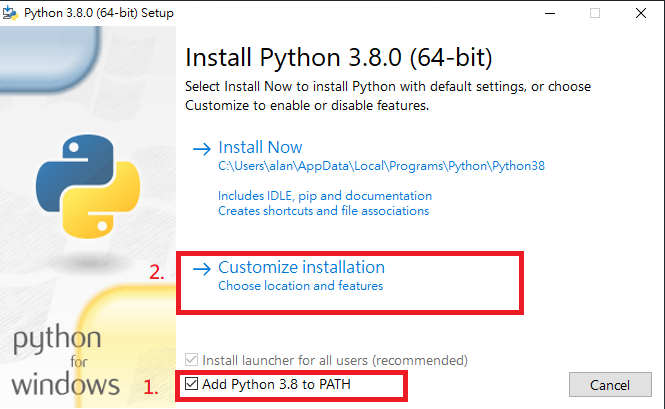 Python 3.8.0 (64-bit) Setup
Install Python 3.8.0 (64-bit)
Select Install Now to install Python with default settings, or choose
Customize to enable or disable features.
Install Now
C:\Users\alan\AppData\Local\Programs\Python\Python38
Includes IDLE, pip and documentation
Creates shortcuts and file associations
2.
Customize installation
Choose location and features
python
for
windows
Install launcher for all users (recommended)
1.
Add Python 3.8 to PATH
Cancel